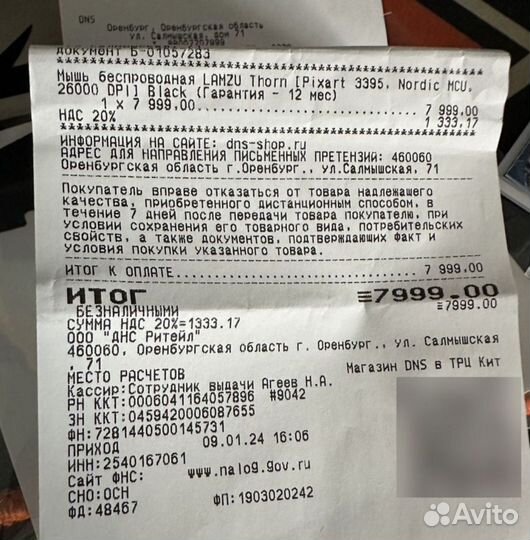 DNS
Оренбург, Оренбургская область
ул. Салмышская, дом 71
ДОКУМЕНТ Б-01057283
Мышь беспроводная LAMZU Thorn [Pixart 3395, Nordic MCU,
26000 DPI] Black (Гарантия - 12 мес)
1 x 7 999.00 7 999.00
НДС 20% 1 333.17
ИНФОРМАЦИЯ НА САЙТЕ: dns-shop.ru
АДРЕС ДЛЯ НАПРАВЛЕНИЯ ПИСЬМЕННЫХ ПРЕТЕНЗИЙ: 460060
Оренбургская область г.Оренбург., ул.Салмышская, 71
Покупатель вправе отказаться от товара надлежащего
качества, приобретенного дистанционным способом, в
течение 7 дней после передачи товара покупателю, при
условии сохранения его товарного вида, потребительских
свойств, а также документов, подтверждающих факт и
условия покупки указанного товара.
ИТОГ К ОПЛАТЕ 7 999.00
ИТОГ ≡7999.00
БЕЗНАЛИЧНЫМИ ≡7999.00
СУММА НДС 20%=1333.17
ООО "ДНС Ритейл"
460060, Оренбургская область г Оренбург., ул. Салмышская
, 71
МЕСТО РАСЧЕТОВ Магазин DNS в ТРЦ Кит
Кассир:Сотрудник выдачи Агеев Н.А.
РН ККТ:0006041164057896 #9042
ЗН ККТ:0459420006087655
ФН:7281440500145731
ПРИХОД 09.01.24 16:06
ИНН:2540167061
Сайт ФНС: www.nalog.gov.ru
СНО:ОСН
ФД:48467 ФП:1903020242
Avito